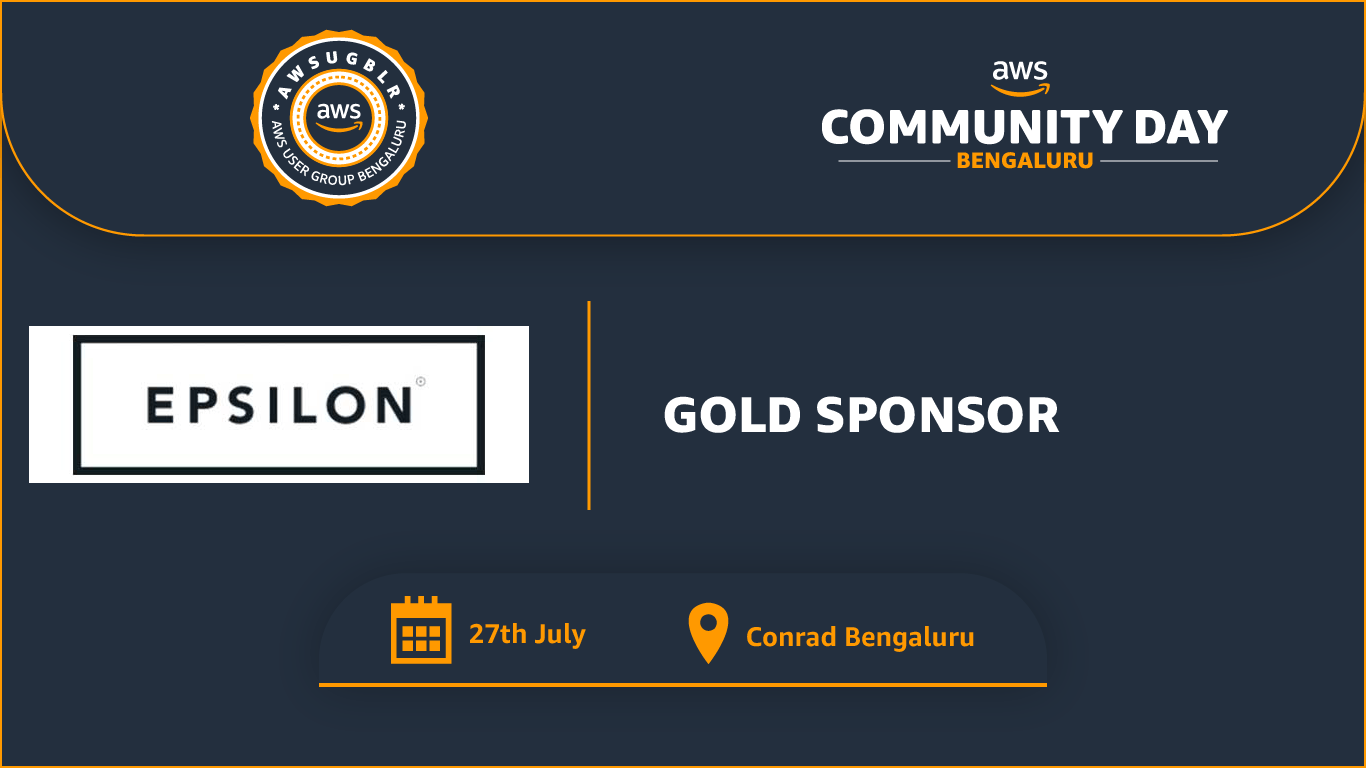 * AWSUGBLR *
aws
AWS USER GROUP BENGALURU
aws
COMMUNITY DAY
BENGALURU
EPSILON®
GOLD SPONSOR
27th July
Conrad Bengaluru